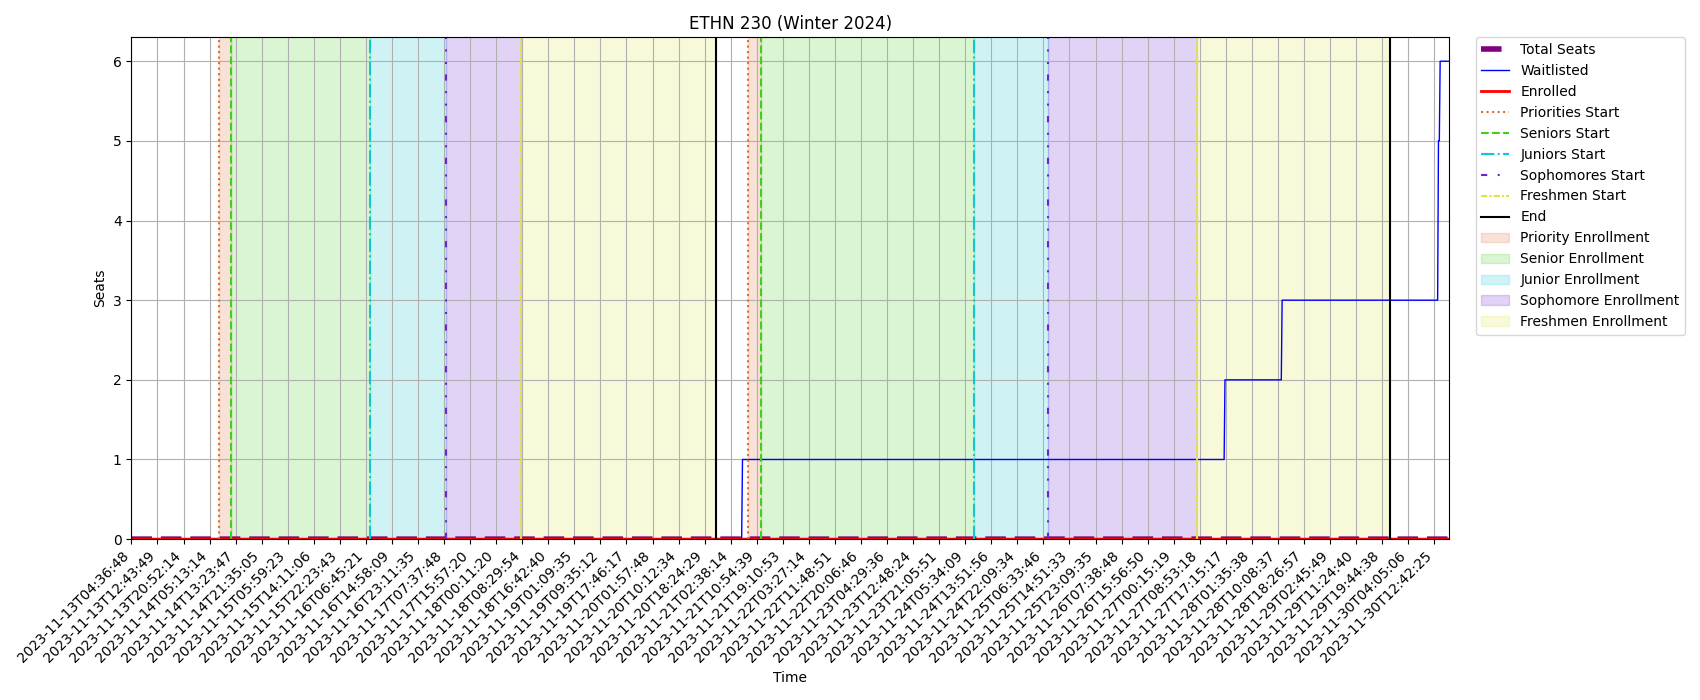 ETHN 230 (Winter 2024)
Seats
6
5
4
3
2
1
0
2023-11-13T04:36:48
2023-11-13T12:43:49
2023-11-13T20:52:14
2023-11-14T05:13:14
2023-11-14T13:23:47
2023-11-14T21:35:05
2023-11-15T05:59:23
2023-11-15T14:11:06
2023-11-15T22:23:43
2023-11-16T06:45:21
2023-11-16T14:58:09
2023-11-16T23:11:35
2023-11-17T07:37:48
2023-11-17T15:57:20
2023-11-18T00:11:20
2023-11-18T08:29:54
2023-11-18T16:42:40
2023-11-19T01:09:35
2023-11-19T09:35:12
2023-11-19T17:46:17
2023-11-20T01:57:48
2023-11-20T10:12:34
2023-11-20T18:24:29
2023-11-21T02:38:14
2023-11-21T10:54:39
2023-11-21T19:10:53
2023-11-22T03:27:14
2023-11-22T11:48:51
2023-11-22T20:06:46
2023-11-23T04:29:36
2023-11-23T12:48:24
2023-11-23T21:05:51
2023-11-24T05:34:09
2023-11-24T13:51:56
2023-11-24T22:09:34
2023-11-25T06:33:46
2023-11-25T14:51:33
2023-11-25T23:09:35
2023-11-26T07:38:48
2023-11-26T15:56:50
2023-11-27T00:15:19
2023-11-27T08:53:18
2023-11-27T17:15:17
2023-11-28T01:35:38
2023-11-28T10:08:37
2023-11-28T18:26:57
2023-11-29T02:45:49
2023-11-29T11:24:40
2023-11-29T19:44:38
2023-11-30T04:05:06
2023-11-30T12:42:25
Time
Total Seats
Waitlisted
Enrolled
Priorities Start
Seniors Start
Juniors Start
Sophomores Start
Freshmen Start
End
Priority Enrollment
Senior Enrollment
Junior Enrollment
Sophomore Enrollment
Freshmen Enrollment